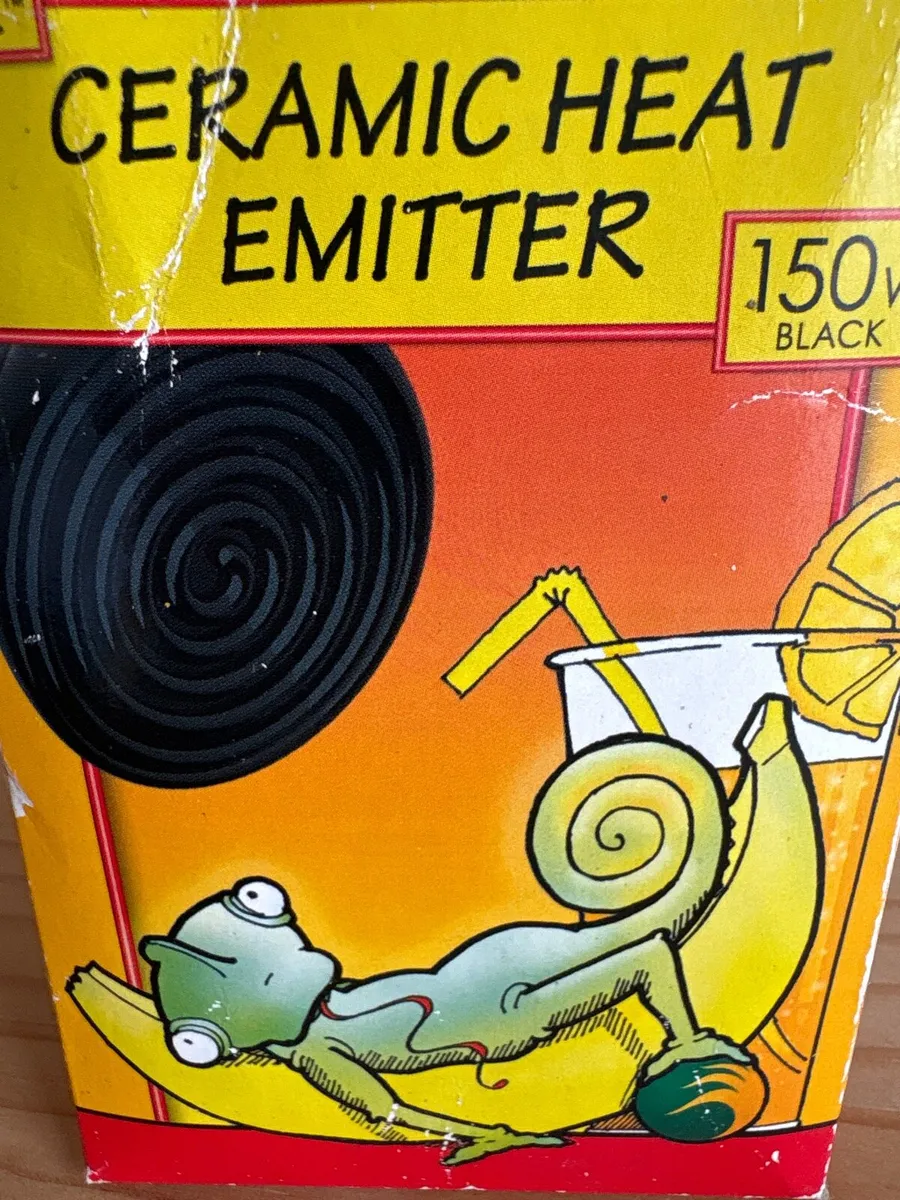 CERAMIC HEAT
EMITTER
150
BLACK